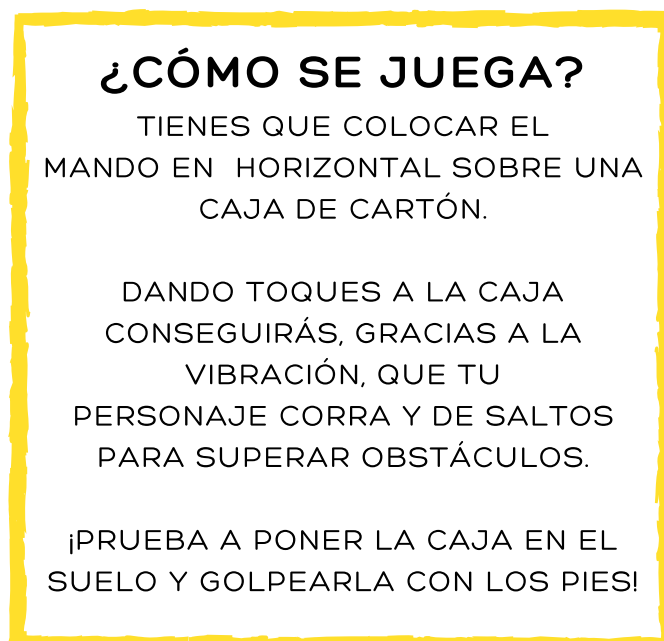 ¿CÓMO SE JUEGA?
TIENES QUE COLOCAR EL
MANDO EN HORIZONTAL SOBRE UNA
CAJA DE CARTÓN.
DANDO TOQUES A LA CAJA
CONSEGUIRÁS, GRACIAS A LA
VIBRACIÓN, QUE TU
PERSONAJE CORRA Y DE SALTOS
PARA SUPERAR OBSTÁCULOS.
¡PRUEBA A PONER LA CAJA EN EL
SUELO Y GOLPEARLA CON LOS PIES!